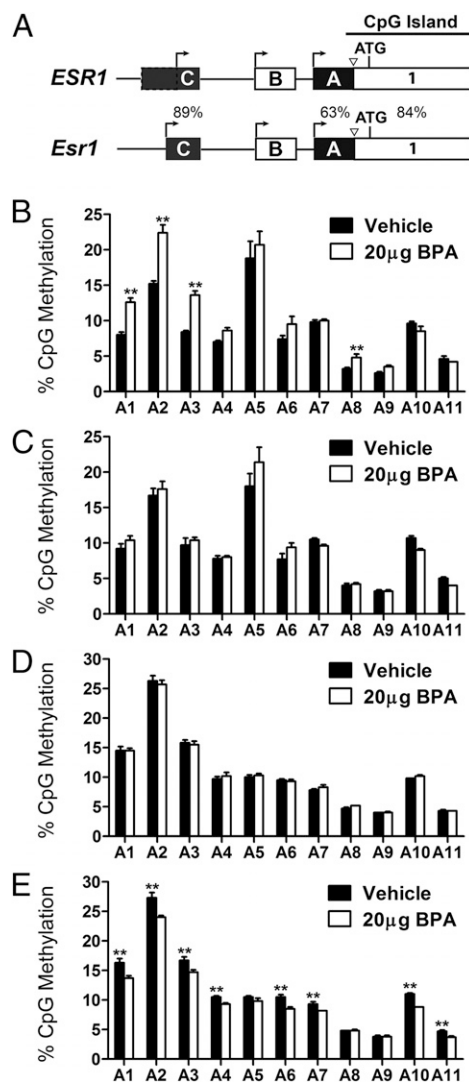 A
CpG Island
ATG
ESR1
C
B
A
1
89%
63%
ATG
84%
Esr1
C
B
A
1
B
% CpG Methylation
25
20
15
10
5
0
**
**
**
**
Vehicle
20µg BPA
A1 A2 A3 A4 A5 A6 A7 A8 A9 A10 A11
C
% CpG Methylation
25
20
15
10
5
0
Vehicle
20µg BPA
A1 A2 A3 A4 A5 A6 A7 A8 A9 A10 A11
D
% CpG Methylation
30
25
20
15
10
5
0
Vehicle
20µg BPA
A1 A2 A3 A4 A5 A6 A7 A8 A9 A10 A11
E
% CpG Methylation
30
25
20
15
10
5
0
**
**
**
**
**
**
**
**
Vehicle
20µg BPA
A1 A2 A3 A4 A5 A6 A7 A8 A9 A10 A11